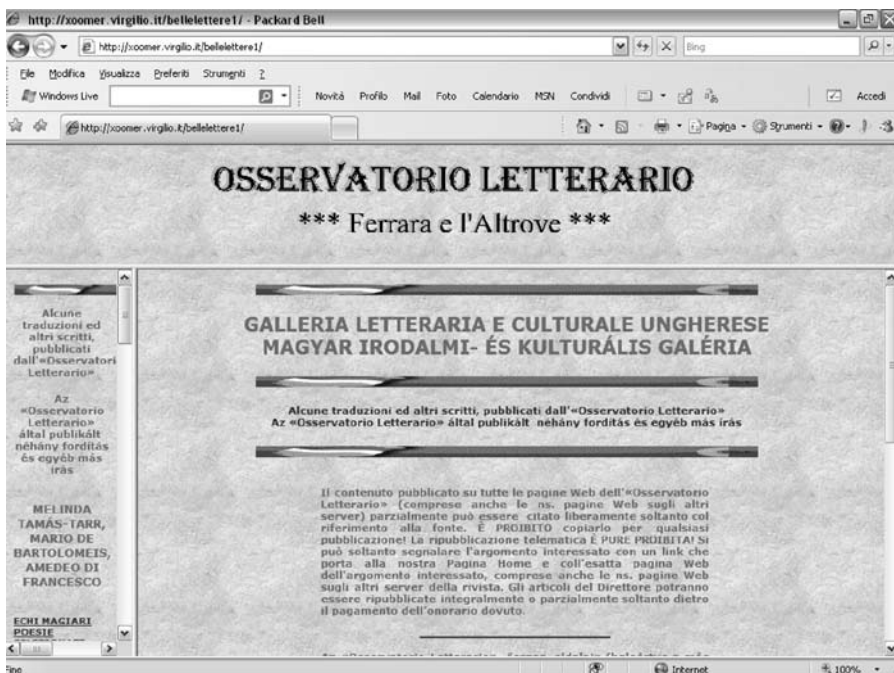 http://xoomer.virgilio.it/bellelettere1/ - Packard Bell
http://xoomer.virgilio.it/bellelettere1/
Bing
File Modifica Visualizza Preferiti Strumenti ?
Windows Live
Novità Profilo Mail Foto Calendario MSN Condividi
Accedi
http://xoomer.virgilio.it/bellelettere1/
Pagina
Strumenti
OSSERVATORIO LETTERARIO
*** Ferrara e l'Altrove ***
Alcune
traduzioni ed
altri scritti,
pubblicati
dall'«Osservatori
Letterario»
Az
«Osservatorio
Letterario»
által publikált
néhány fordítás
és egyéb más
írás
MELINDA
TAMÁS-TARR,
MARIO DE
BARTOLOMEIS,
AMEDEO DI
FRANCESCO
ECHI MAGIARI
POESIE
GALLERIA LETTERARIA E CULTURALE UNGHERESE
MAGYAR IRODALMI- ÉS KULTURÁLIS GALÉRIA
Alcune traduzioni ed altri scritti, pubblicati dall'«Osservatorio Letterario»
Az «Osservatorio Letterario» által publikált néhány fordítás és egyéb más írás
Il contenuto pubblicato su tutte le pagine Web dell'«Osservatorio
Letterario» (comprese anche le ns. pagine Web sugli altri
server) parzialmente può essere citato liberamente soltanto col
riferimento alla fonte. É PROIBITO copiarlo per qualsiasi
pubblicazione! La ripubblicazione telematica É PURE PROIBITA! Si
può soltanto segnalare l'argomento interessato con un link che
porta alla nostra Pagina Home e coll'esatta pagina Web
dell'argomento interessato, comprese anche le ns. pagine Web
sugli altri server della rivista. Gli articoli del Direttore potranno
essere ripubblicate integralmente o parzialmente soltanto dietro
il pagamento dell'onorario dovuto.
Fine
Internet
100%